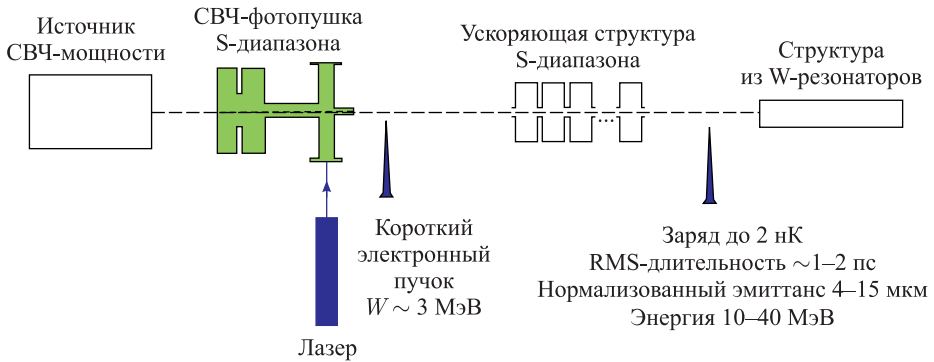 Источник
СВЧ-мощности
СВЧ-фотопушка
S-диапазона
Ускоряющая структура
S-диапазона
Структура
из W-резонаторов
Короткий
электронный
пучок
W ∼ 3 МэВ
Лазер
Заряд до 2 нК
RMS-длительность ∼1–2 пс
Нормализованный эмиттанс 4–15 мкм
Энергия 10–40 МэВ